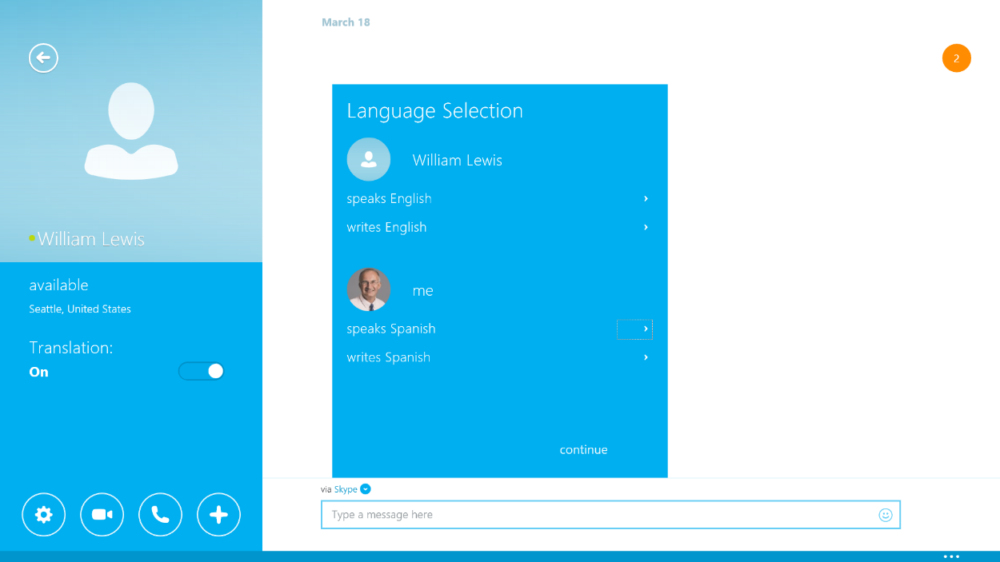 March 18
2
William Lewis
available
Seattle, United States
Translation:
On
Language Selection
William Lewis
speaks English
writes English
me
speaks Spanish
writes Spanish
continue
via Skype
Type a message here